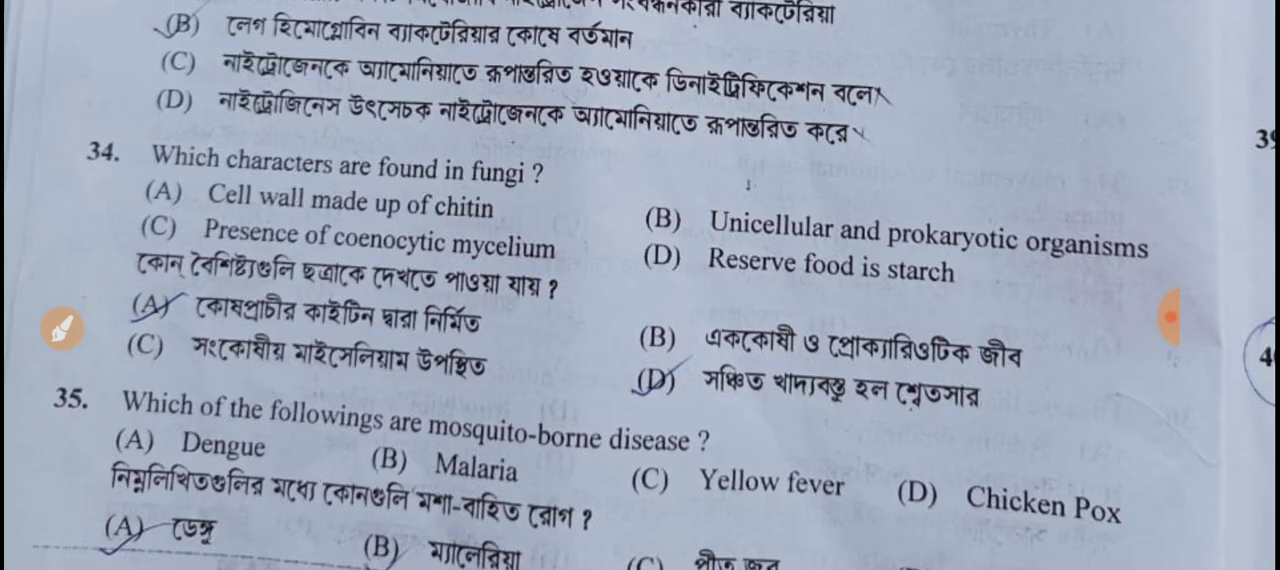 ব্যাকটেরিয়া
(B) লেগ হিমোগ্লোবিন ব্যাকটেরিয়ার কোষে বর্তমান
(C) নাইট্রোজেনকে অ্যামোনিয়াতে রূপান্তরিত হওয়াকে ডিনাইট্রিফিকেশন বলে
(D) নাইট্রোজিনেস উৎসেচক নাইট্রোজেনকে অ্যামোনিয়াতে রূপান্তরিত করে
34. Which characters are found in fungi ?
(A) Cell wall made up of chitin (B) Unicellular and prokaryotic organisms
(C) Presence of coenocytic mycelium (D) Reserve food is starch
কোন্ বৈশিষ্ট্যগুলি ছত্রাকে দেখতে পাওয়া যায় ?
(A) কোষপ্রাচীর কাইটিন দ্বারা নির্মিত (B) এককোষী ও প্রোক্যারিওটিক জীব
(C) সংকোষীয় মাইসেলিয়াম উপস্থিত (D) সঞ্চিত খাদ্যবস্তু হল শ্বেতসার
35. Which of the followings are mosquito-borne disease ?
(A) Dengue (B) Malaria (C) Yellow fever (D) Chicken Pox
নিম্নলিখিতগুলির মধ্যে কোনগুলি মশা-বাহিত রোগ ?
(A) ডেঙ্গু (B) ম্যালেরিয়া (C) পীত জ্বর
39
4